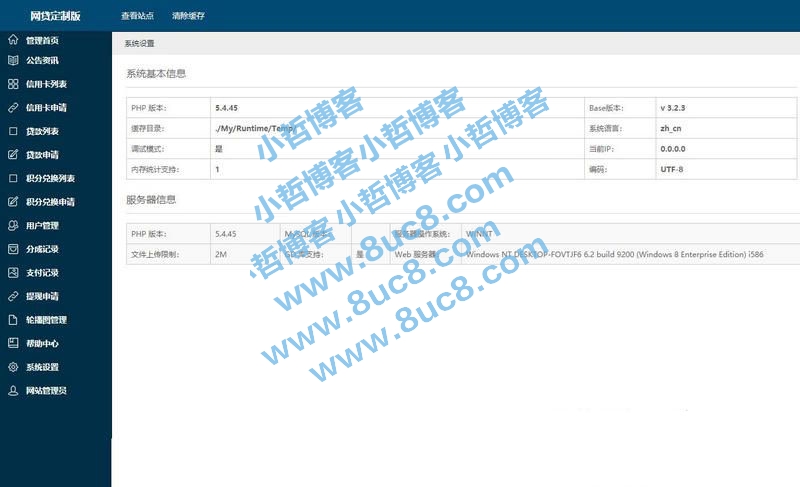 网贷定制版 查看站点 清除缓存
管理首页
公告资讯
信用卡列表
信用卡申请
贷款列表
贷款申请
积分兑换列表
积分兑换申请
用户管理
分成记录
支付记录
提现申请
轮播图管理
帮助中心
系统设置
网站管理员
系统设置
系统基本信息
PHP 版本: 5.4.45 Base版本: v 3.2.3
缓存目录: ./My/Runtime/Temp/ 系统语言: zh_cn
调试模式: 是 当前IP: 0.0.0.0
内存统计支持: 1 编码: UTF-8
服务器信息
PHP 版本: 5.4.45 MySQL 版本: 服务器操作系统: WINNT
文件上传限制: 2M GD 库支持: 是 Web 服务器: Windows NT DESKTOP-FOVTJF6 6.2 build 9200 (Windows 8 Enterprise Edition) i586
小哲博客小哲博客
小哲博客小哲博客
小哲博客
www.8uc8.com
www.8uc8.com